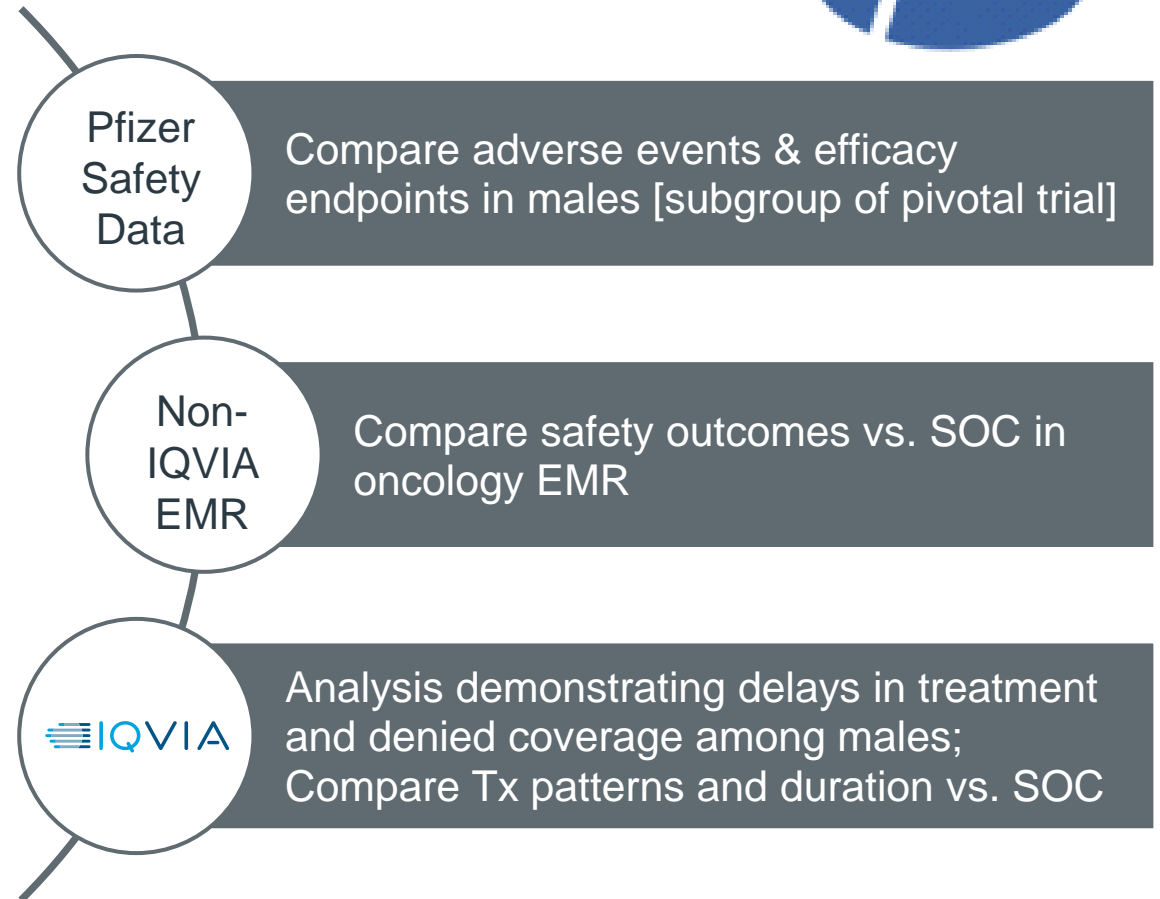 Pfizer
Safety
Data
Compare adverse events & efficacy
endpoints in males [subgroup of pivotal trial]
Non-
IQVIA
EMR
Compare safety outcomes vs. SOC in
oncology EMR
IQVIA
Analysis demonstrating delays in treatment
and denied coverage among males;
Compare Tx patterns and duration vs. SOC